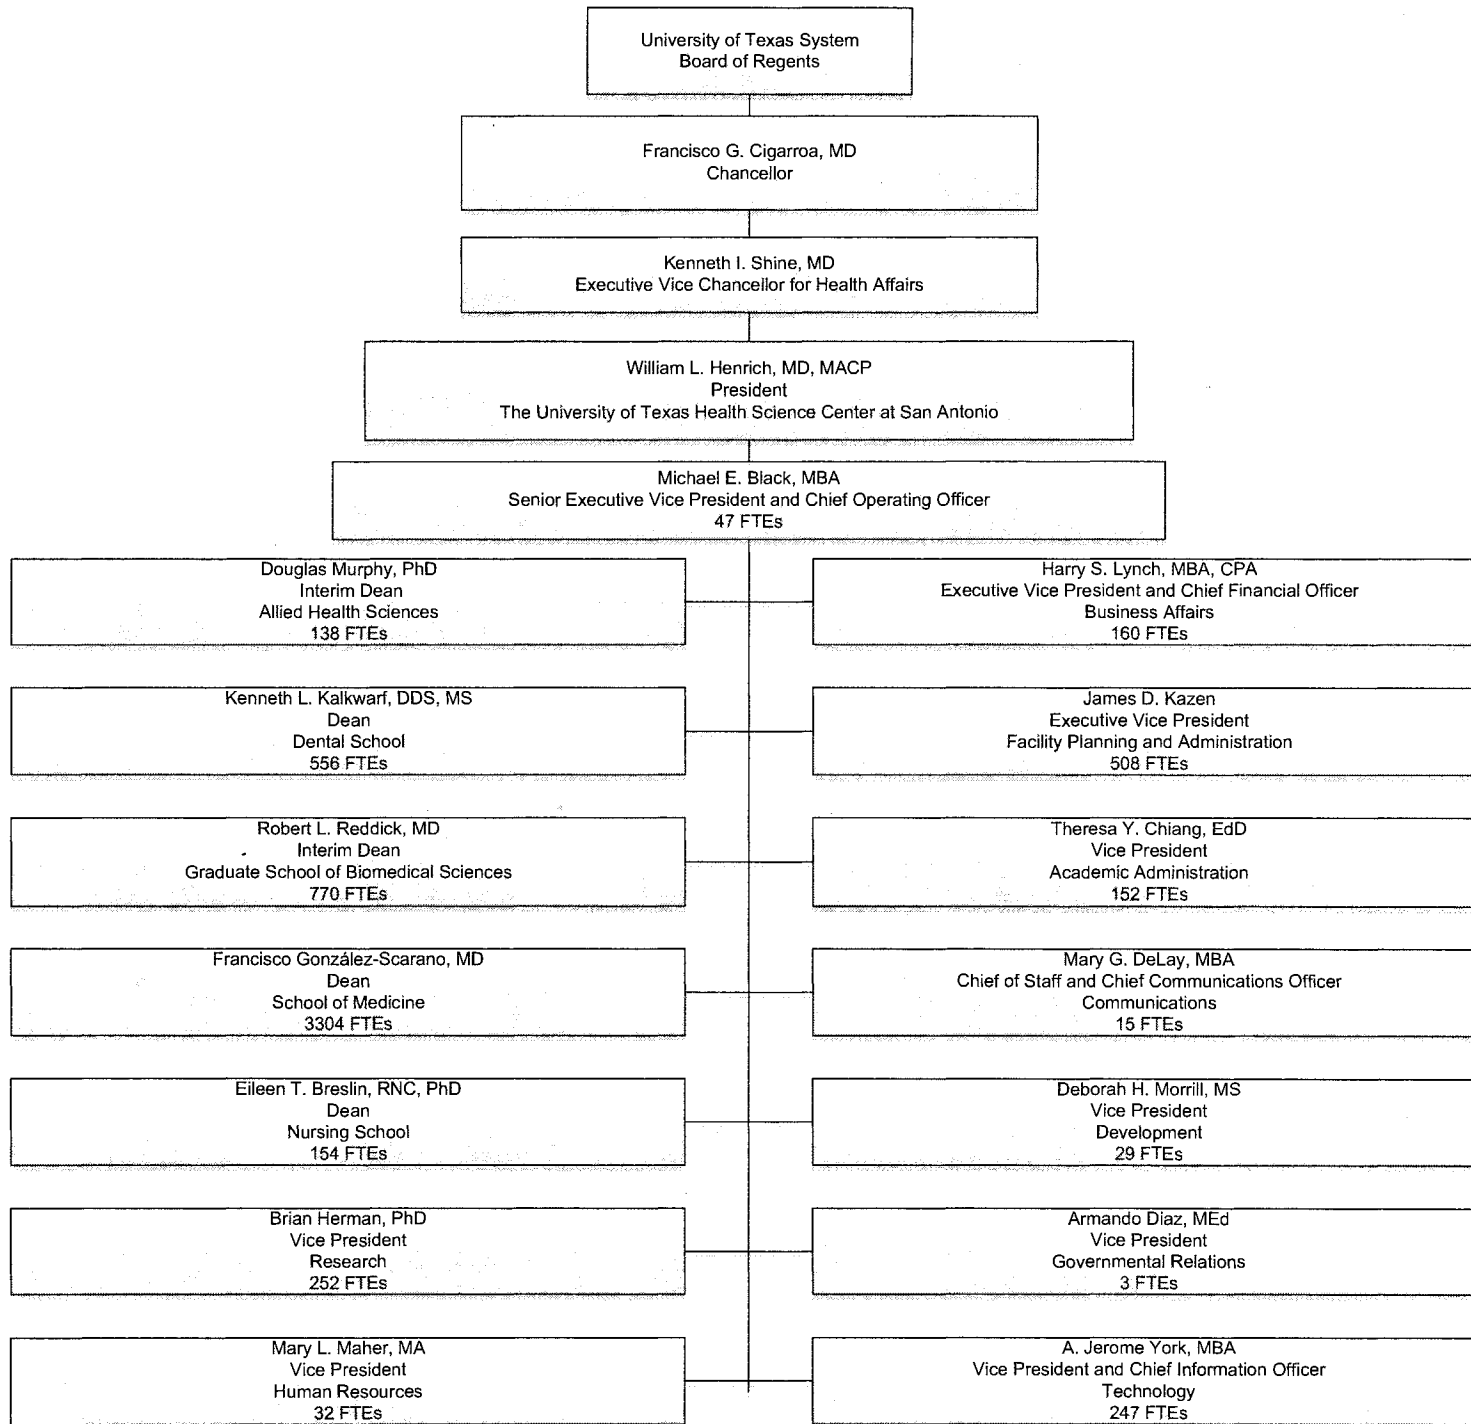 University of Texas System
Board of Regents
Francisco G. Cigarroa, MD
Chancellor
Kenneth I. Shine, MD
Executive Vice Chancellor for Health Affairs
William L. Henrich, MD, MACP
President
The University of Texas Health Science Center at San Antonio
Michael E. Black, MBA
Senior Executive Vice President and Chief Operating Officer
47 FTEs
Douglas Murphy, PhD
Interim Dean
Allied Health Sciences
138 FTEs
Harry S. Lynch, MBA, CPA
Executive Vice President and Chief Financial Officer
Business Affairs
160 FTEs
Kenneth L. Kalkwarf, DDS, MS
Dean
Dental School
556 FTEs
James D. Kazen
Executive Vice President
Facility Planning and Administration
508 FTEs
Robert L. Reddick, MD
Interim Dean
Graduate School of Biomedical Sciences
770 FTEs
Theresa Y. Chiang, EdD
Vice President
Academic Administration
152 FTEs
Francisco González-Scarano, MD
Dean
School of Medicine
3304 FTEs
Mary G. DeLay, MBA
Chief of Staff and Chief Communications Officer
Communications
15 FTEs
Eileen T. Breslin, RNC, PhD
Dean
Nursing School
154 FTEs
Deborah H. Morrill, MS
Vice President
Development
29 FTEs
Brian Herman, PhD
Vice President
Research
252 FTEs
Armando Diaz, MEd
Vice President
Governmental Relations
3 FTEs
Mary L. Maher, MA
Vice President
Human Resources
32 FTEs
A. Jerome York, MBA
Vice President and Chief Information Officer
Technology
247 FTEs